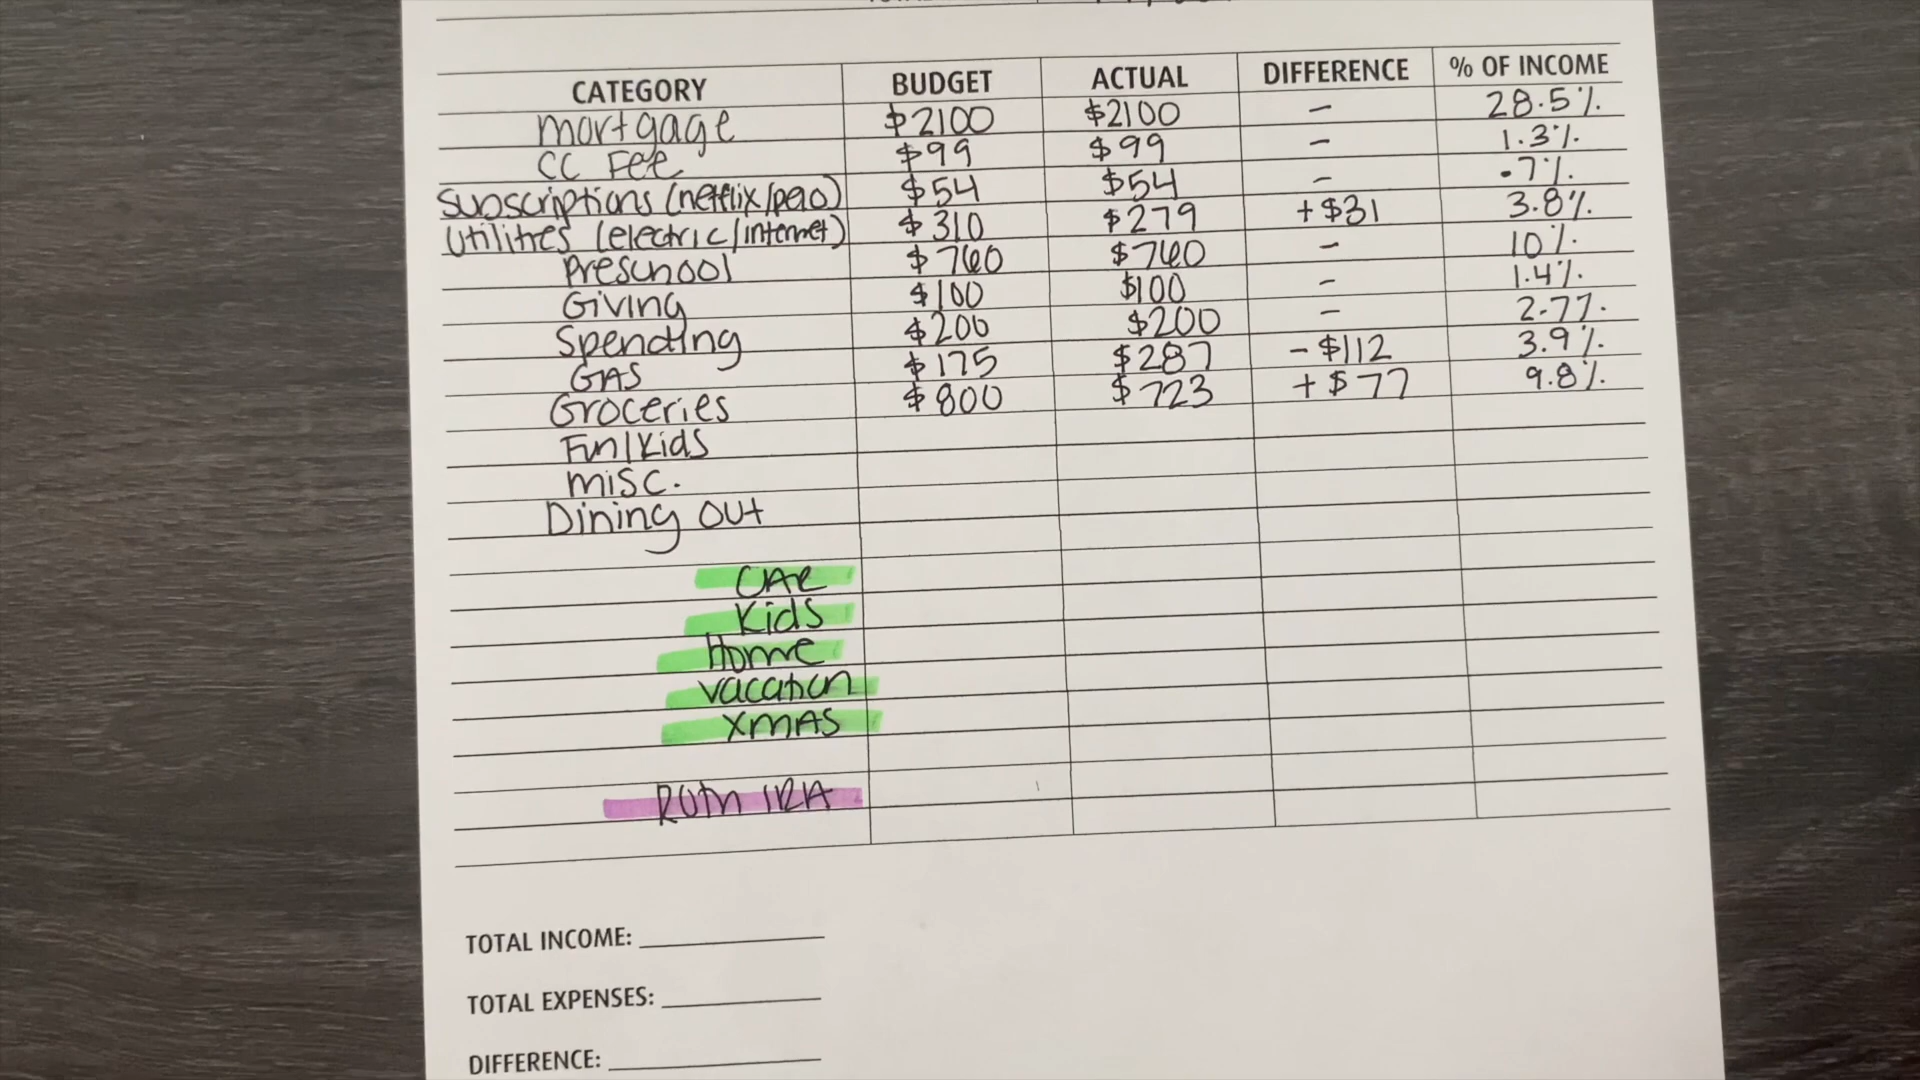 CATEGORY BUDGET ACTUAL DIFFERENCE % OF INCOME
mortgage $2100 $2100 - 28.5%
CC Fee $99 $99 - 1.3%
Subscriptions (netflix/peo) $54 $54 - .7%
Utilities (electric/internet) $310 $279 +$31 3.8%
Preschool $760 $760 - 10%
Giving $100 $100 - 1.4%
Spending $200 $200 - 2.7%
GAS $175 $287 -$112 3.9%
Groceries $800 $723 +$77 9.8%
Fun/Kids
misc.
Dining out
CAR
Kids
Home
vacation
XMAS
ROTH IRA
TOTAL INCOME:
TOTAL EXPENSES:
DIFFERENCE: